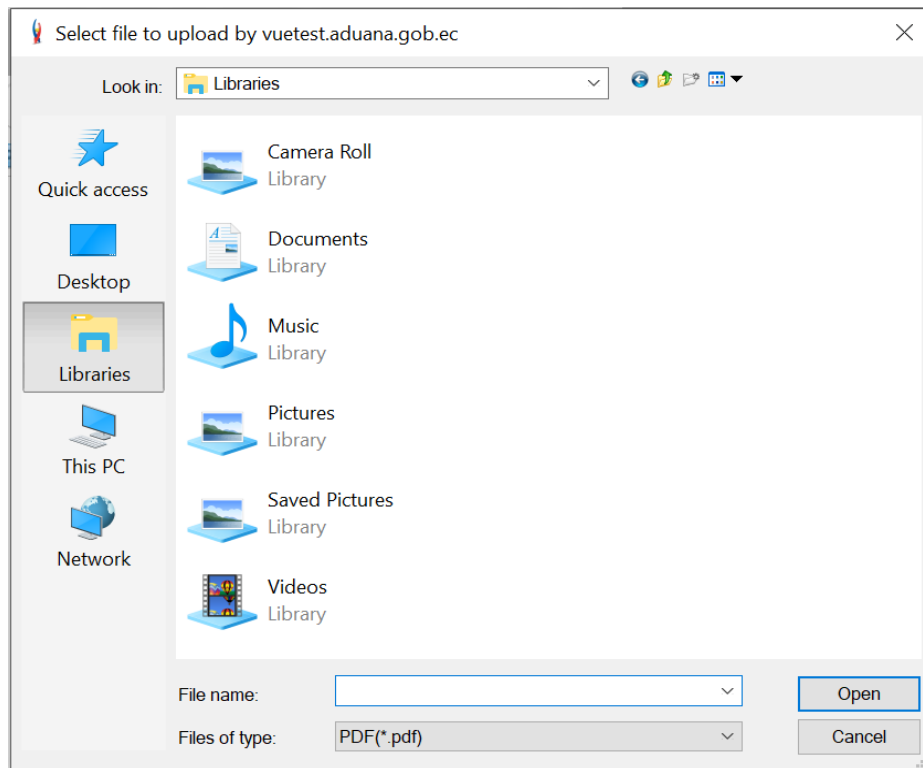 Select file to upload by vuetest.aduana.gob.ec
Look in: Libraries
Quick access
Desktop
Libraries
This PC
Network
Camera Roll
Library
Documents
Library
Music
Library
Pictures
Library
Saved Pictures
Library
Videos
Library
File name:
Open
Files of type: PDF(*.pdf)
Cancel